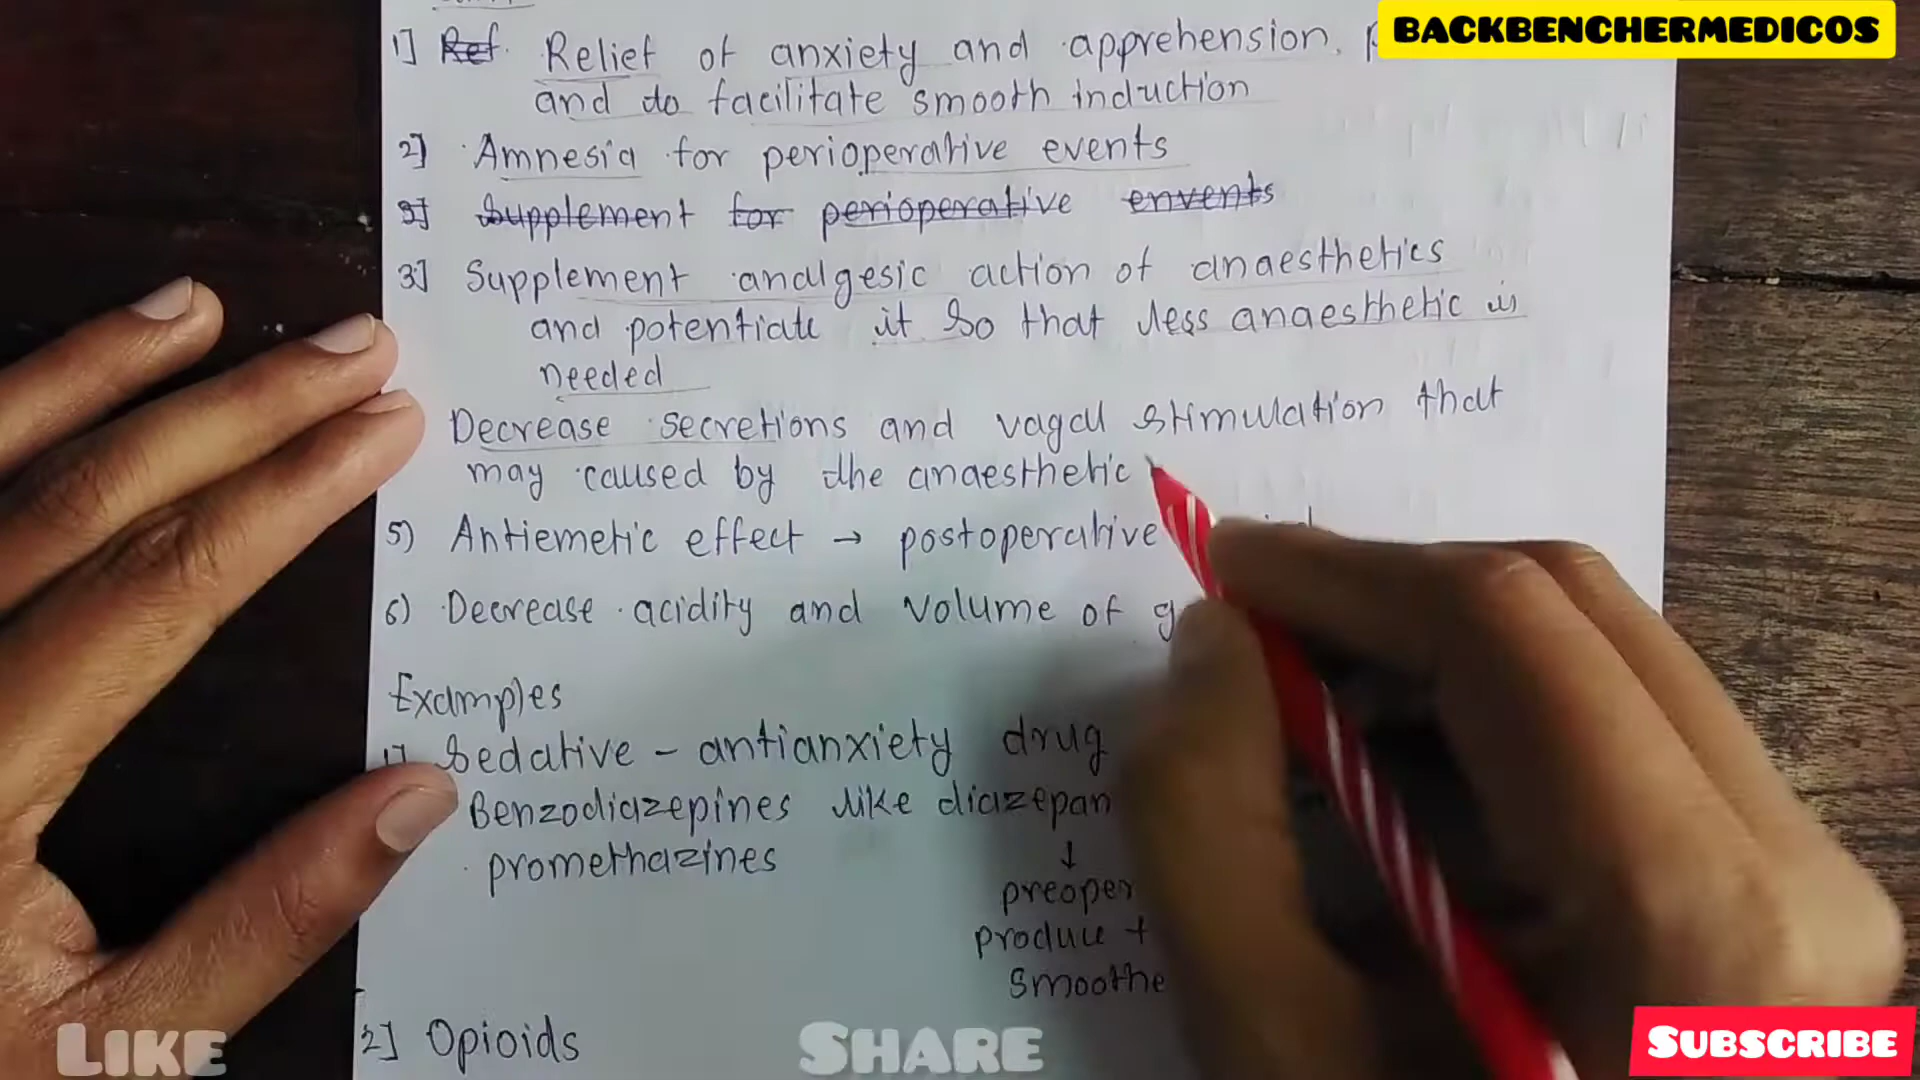 BACKBENCHERMEDICOS
1] Ref. Relief of anxiety and apprehension,
and to facilitate smooth induction
2] Amnesia for perioperative events
3] Supplement for perioperative envents
3] Supplement analgesic action of anaesthetics
and potentiate it so that less anaesthetic is
needed
Decrease secretions and vagal stimulation that
may caused by the anaesthetic
5) Antiemetic effect → postoperative
6) Decrease acidity and volume of g
Examples
1] Sedative - antianxiety drug
Benzodiazepines like diazepam
promethazines
↓
preoper
produce +
Smoothe
2] Opioids
LIKE
SHARE
SUBSCRIBE